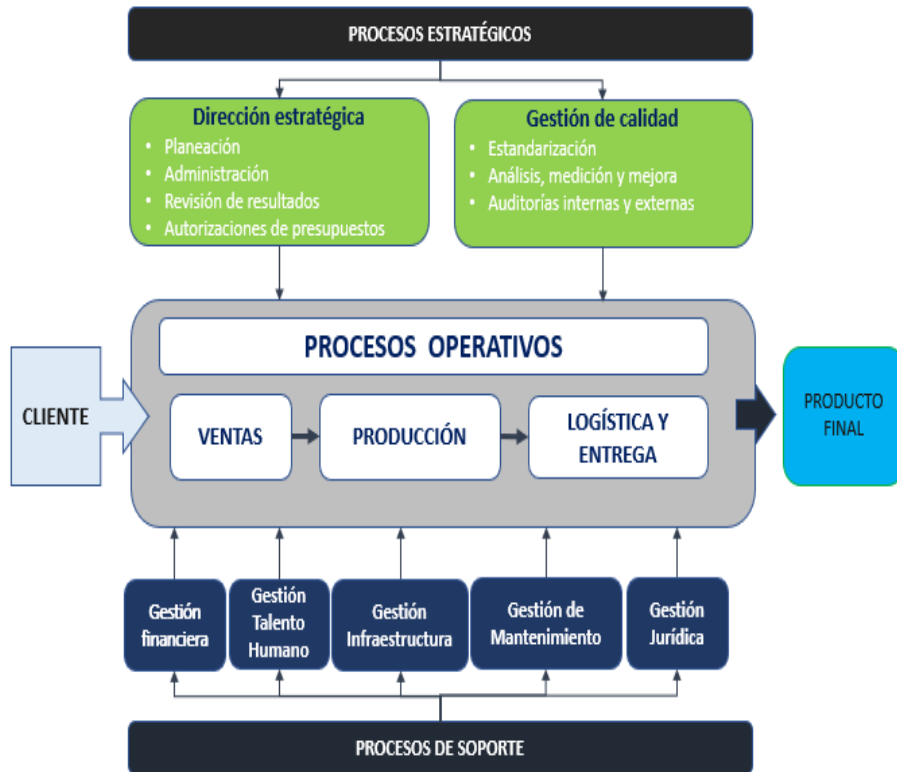 PROCESOS ESTRATÉGICOS
Dirección estratégica
• Planeación
• Administración
• Revisión de resultados
• Autorizaciones de presupuestos
Gestión de calidad
• Estandarización
• Análisis, medición y mejora
• Auditorías internas y externas
PROCESOS OPERATIVOS
CLIENTE
VENTAS
PRODUCCIÓN
LOGÍSTICA Y
ENTREGA
PRODUCTO
FINAL
Gestión
financiera
Gestión
Talento
Humano
Gestión
Infraestructura
Gestión de
Mantenimiento
Gestión
Jurídica
PROCESOS DE SOPORTE